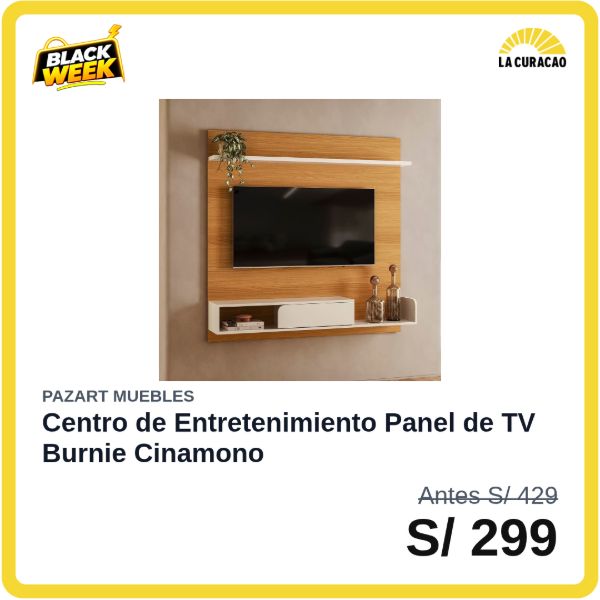 BLACK
WEEK
LA CURACAO
PAZART MUEBLES
Centro de Entretenimiento Panel de TV
Burnie Cinamono
Antes S/ 429
S/ 299